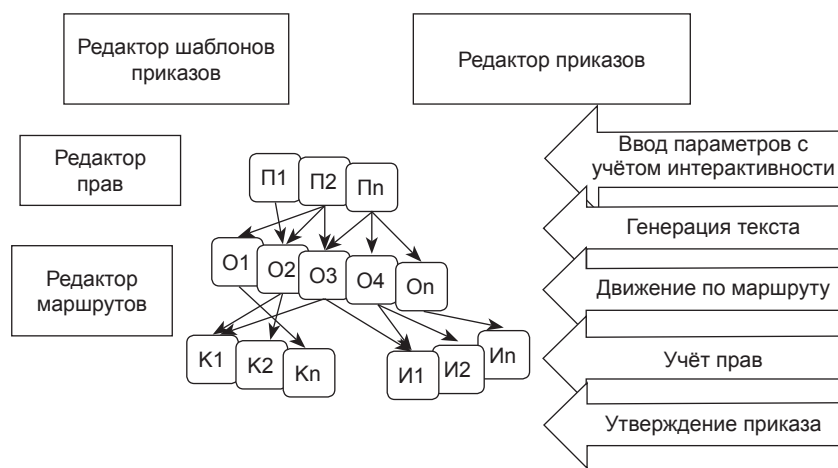 Редактор шаблонов
приказов
Редактор приказов
Редактор
прав
Ввод параметров с
учётом интерактивности
П1
П2
Пn
Генерация текста
Редактор
маршрутов
О1
О2
О3
О4
Оn
Движение по маршруту
К1
К2
Кn
И1
И2
Иn
Учёт прав
Утверждение приказа